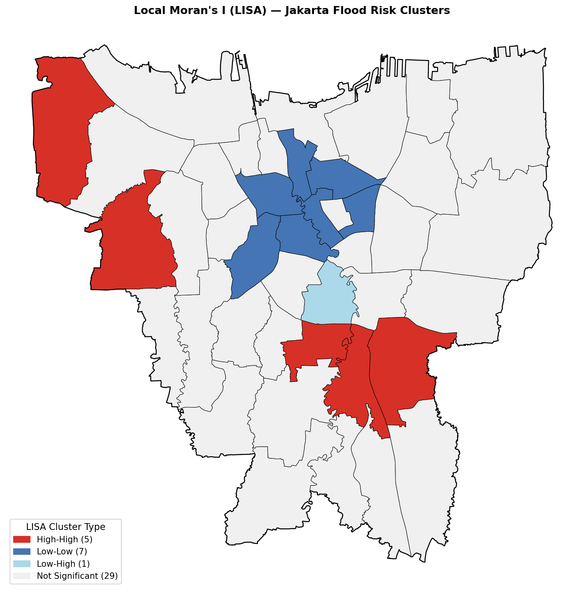 Local Moran's I (LISA) — Jakarta Flood Risk Clusters
LISA Cluster Type
High-High (5)
Low-Low (7)
Low-High (1)
Not Significant (29)